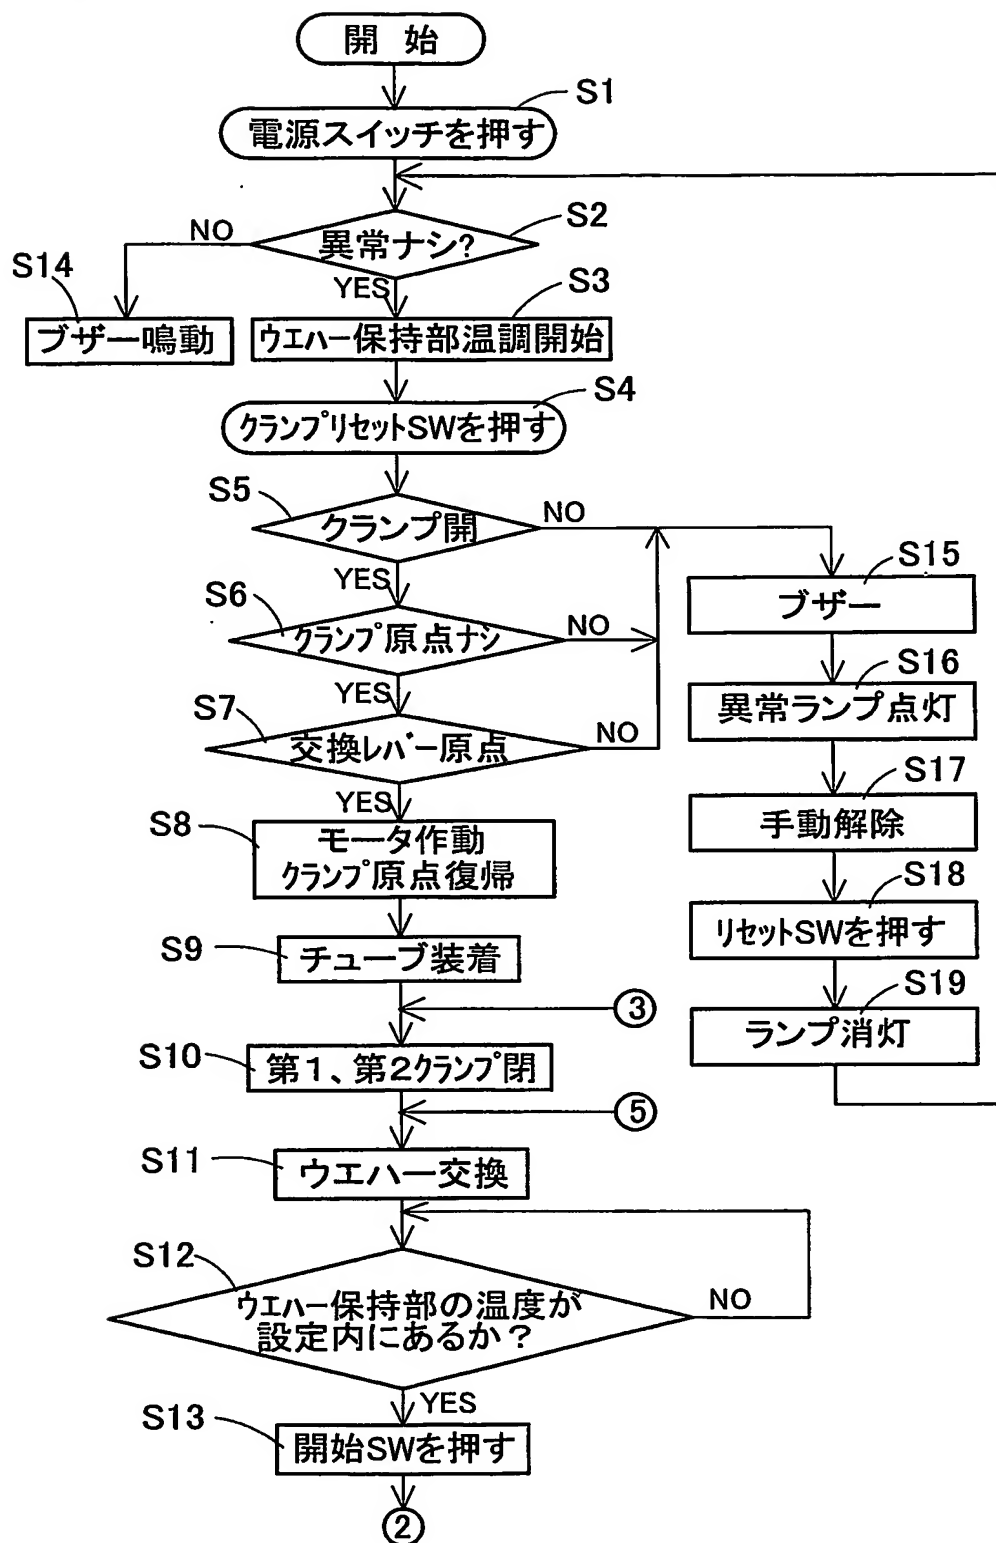 開 始
S1
電源スイッチを押す
S2
異常ナシ?
NO
YES
S14
ブザー鳴動
S3
ウエハー保持部温調開始
S4
クランプリセットSWを押す
S5
クランプ開
NO
YES
S6
クランプ原点ナシ
NO
YES
S7
交換レバー原点
NO
YES
S8
モータ作動
クランプ原点復帰
S9
チューブ装着
③
S10
第1、第2クランプ閉
⑤
S11
ウエハー交換
S12
ウエハー保持部の温度が
設定内にあるか?
NO
YES
S13
開始SWを押す
②
S15
ブザー
S16
異常ランプ点灯
S17
手動解除
S18
リセットSWを押す
S19
ランプ消灯